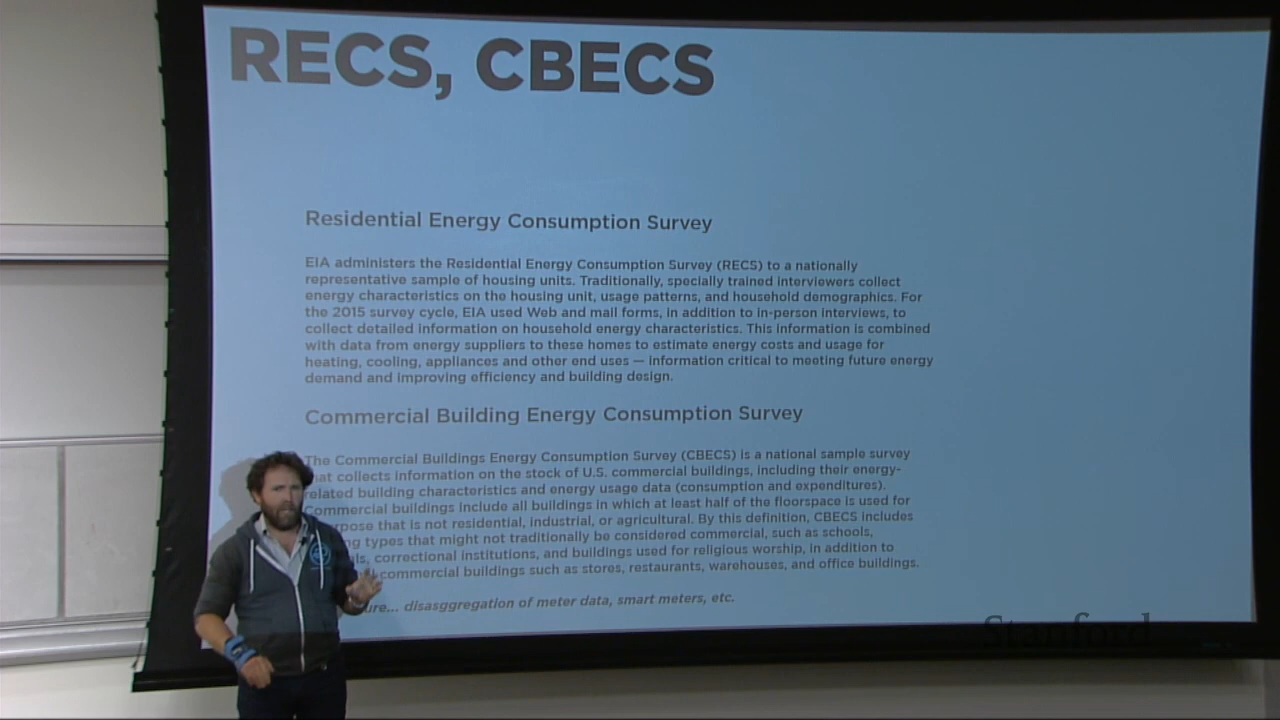 RECS, CBECS
Residential Energy Consumption Survey
EIA administers the Residential Energy Consumption Survey (RECS) to a nationally
representative sample of housing units. Traditionally, specially trained interviewers collect
energy characteristics on the housing unit, usage patterns, and household demographics. For
the 2015 survey cycle, EIA used Web and mail forms, in addition to in-person interviews, to
collect detailed information on household energy characteristics. This information is combined
with data from energy suppliers to these homes to estimate energy costs and usage for
heating, cooling, appliances and other end uses — information critical to meeting future energy
demand and improving efficiency and building design.
Commercial Building Energy Consumption Survey
The Commercial Buildings Energy Consumption Survey (CBECS) is a national sample survey
that collects information on the stock of U.S. commercial buildings, including their energy-
related building characteristics and energy usage data (consumption and expenditures).
Commercial buildings include all buildings in which at least half of the floorspace is used for
purpose that is not residential, industrial, or agricultural. By this definition, CBECS includes
types that might not traditionally be considered commercial, such as schools,
correctional institutions, and buildings used for religious worship, in addition to
commercial buildings such as stores, restaurants, warehouses, and office buildings.
disasggregation of meter data, smart meters, etc.
Stanford